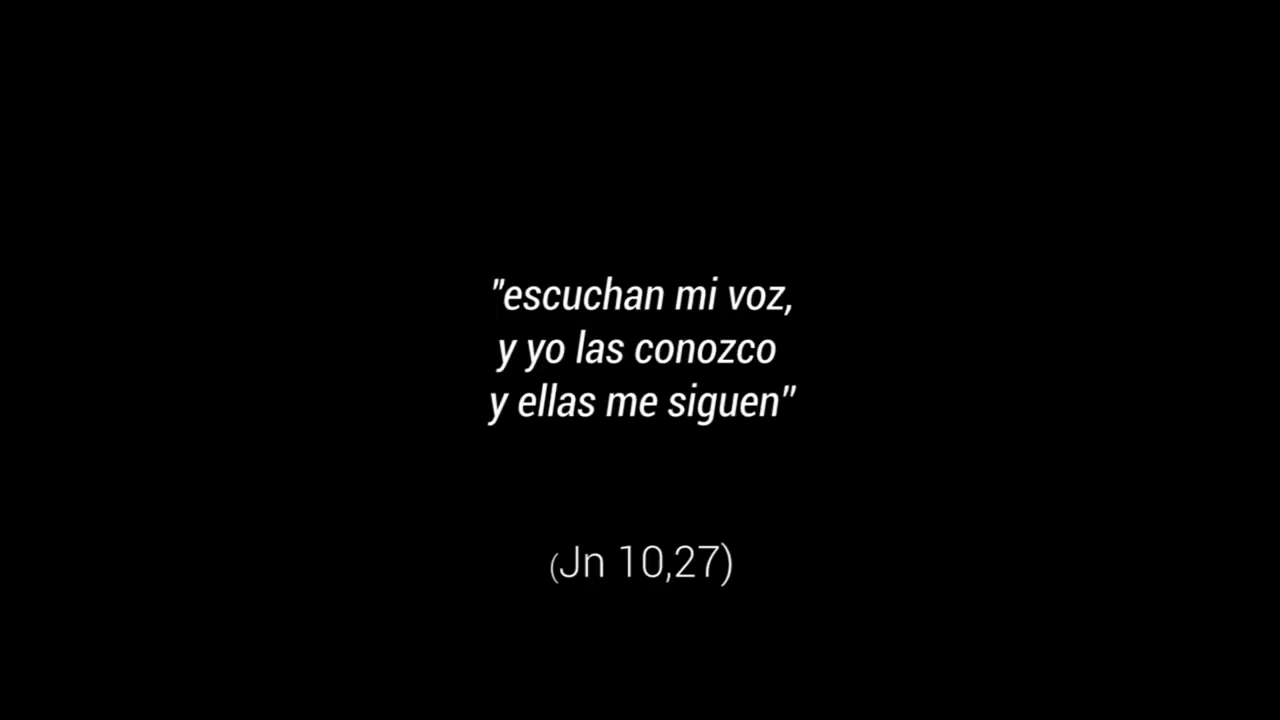 "escuchan mi voz,
y yo las conozco
y ellas me siguen"
(Jn 10,27)